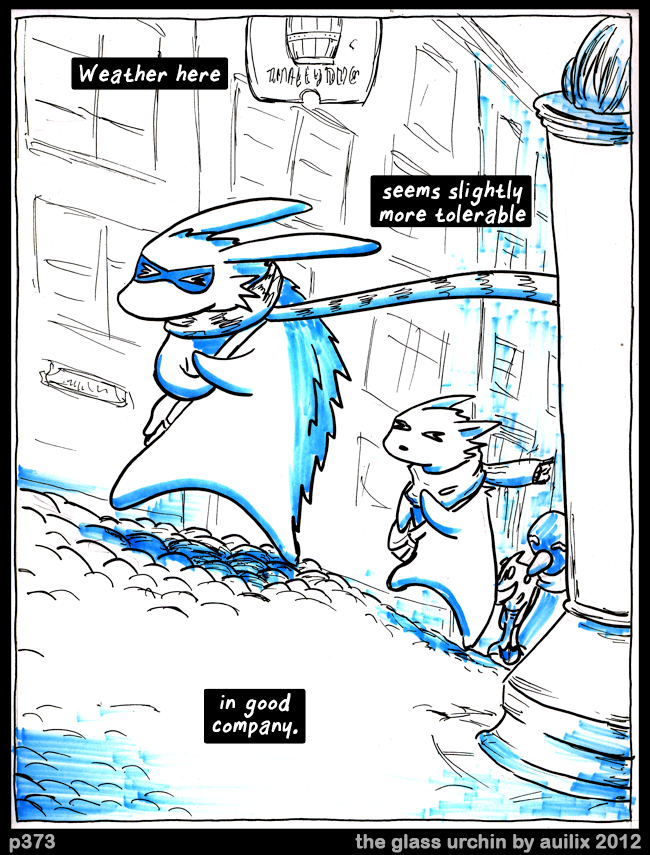 Weather here
seems slightly
more tolerable
in good
company.
p373
the glass urchin by auilix 2012